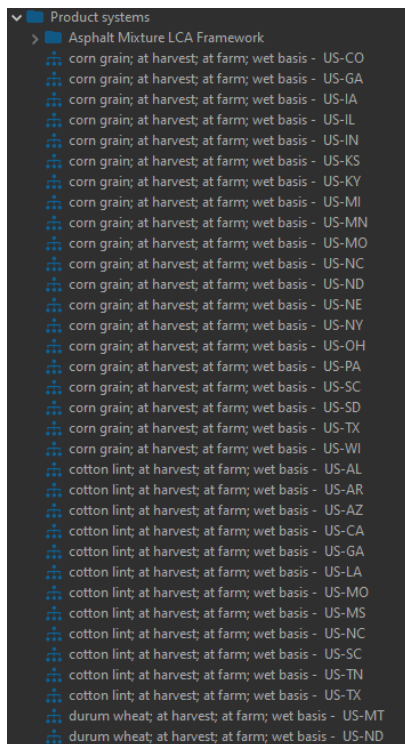 Product systems
Asphalt Mixture LCA Framework
corn grain; at harvest; at farm; wet basis - US-CO
corn grain; at harvest; at farm; wet basis - US-GA
corn grain; at harvest; at farm; wet basis - US-IA
corn grain; at harvest; at farm; wet basis - US-IL
corn grain; at harvest; at farm; wet basis - US-IN
corn grain; at harvest; at farm; wet basis - US-KS
corn grain; at harvest; at farm; wet basis - US-KY
corn grain; at harvest; at farm; wet basis - US-MI
corn grain; at harvest; at farm; wet basis - US-MN
corn grain; at harvest; at farm; wet basis - US-MO
corn grain; at harvest; at farm; wet basis - US-NC
corn grain; at harvest; at farm; wet basis - US-ND
corn grain; at harvest; at farm; wet basis - US-NE
corn grain; at harvest; at farm; wet basis - US-NY
corn grain; at harvest; at farm; wet basis - US-OH
corn grain; at harvest; at farm; wet basis - US-PA
corn grain; at harvest; at farm; wet basis - US-SC
corn grain; at harvest; at farm; wet basis - US-SD
corn grain; at harvest; at farm; wet basis - US-TX
corn grain; at harvest; at farm; wet basis - US-WI
cotton lint; at harvest; at farm; wet basis - US-AL
cotton lint; at harvest; at farm; wet basis - US-AR
cotton lint; at harvest; at farm; wet basis - US-AZ
cotton lint; at harvest; at farm; wet basis - US-CA
cotton lint; at harvest; at farm; wet basis - US-GA
cotton lint; at harvest; at farm; wet basis - US-LA
cotton lint; at harvest; at farm; wet basis - US-MO
cotton lint; at harvest; at farm; wet basis - US-MS
cotton lint; at harvest; at farm; wet basis - US-NC
cotton lint; at harvest; at farm; wet basis - US-SC
cotton lint; at harvest; at farm; wet basis - US-TN
cotton lint; at harvest; at farm; wet basis - US-TX
durum wheat; at harvest; at farm; wet basis - US-MT
durum wheat; at harvest; at farm; wet basis - US-ND